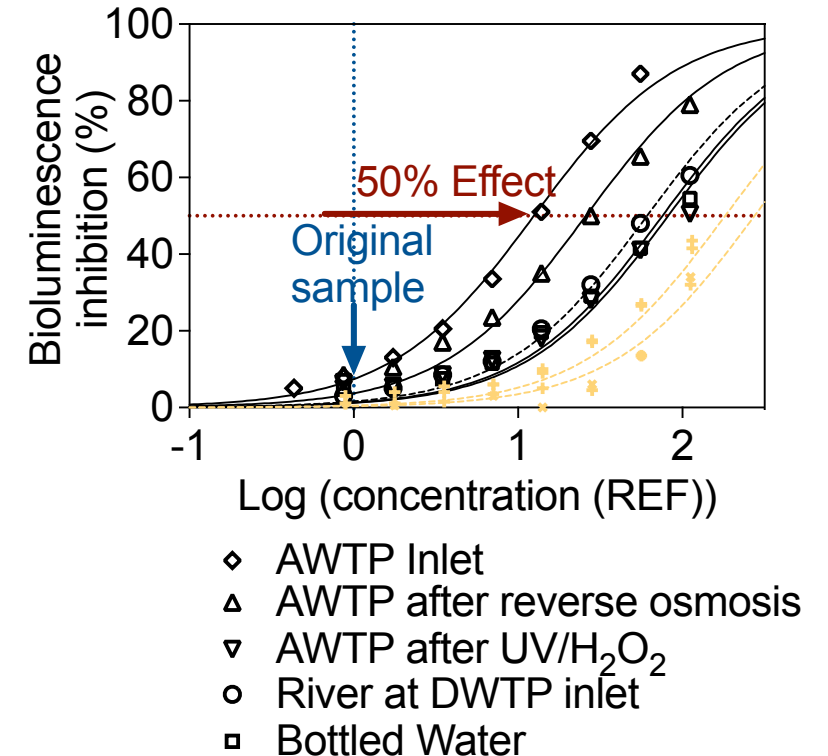 Bioluminescence
inhibition (%)
100
80
60
40
20
0
50% Effect
Original
sample
-1 0 1 2
Log (concentration (REF))
AWTP Inlet
AWTP after reverse osmosis
AWTP after UV/H₂O₂
River at DWTP inlet
Bottled Water